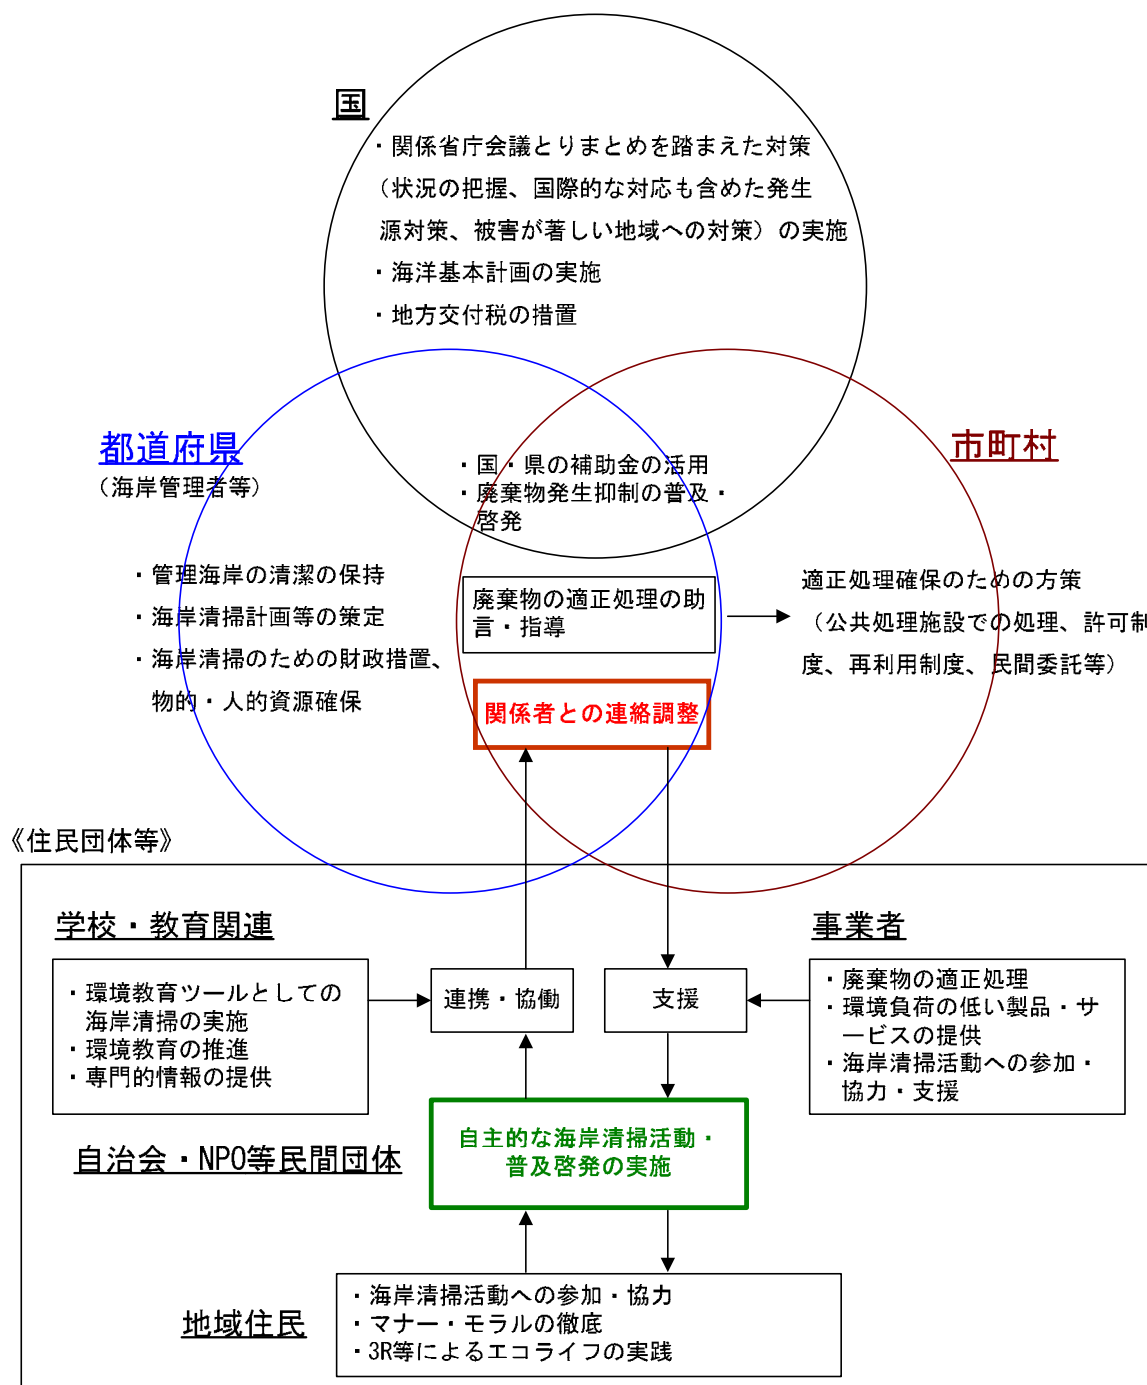 国
・関係省庁会議とりまとめを踏まえた対策
（状況の把握、国際的な対応も含めた発生
源対策、被害が著しい地域への対策）の実施
・海洋基本計画の実施
・地方交付税の措置
都道府県
（海岸管理者等）
市町村
・国・県の補助金の活用
・廃棄物発生抑制の普及・
啓発
・管理海岸の清潔の保持
・海岸清掃計画等の策定
・海岸清掃のための財政措置、
物的・人的資源確保
廃棄物の適正処理の助
言・指導
適正処理確保のための方策
（公共処理施設での処理、許可制
度、再利用制度、民間委託等）
関係者との連絡調整
《住民団体等》
学校・教育関連
・環境教育ツールとしての
海岸清掃の実施
・環境教育の推進
・専門的情報の提供
連携・協働
支援
事業者
・廃棄物の適正処理
・環境負荷の低い製品・サ
ービスの提供
・海岸清掃活動への参加・
協力・支援
自治会・NPO等民間団体
自主的な海岸清掃活動・
普及啓発の実施
地域住民
・海岸清掃活動への参加・協力
・マナー・モラルの徹底
・3R等によるエコライフの実践